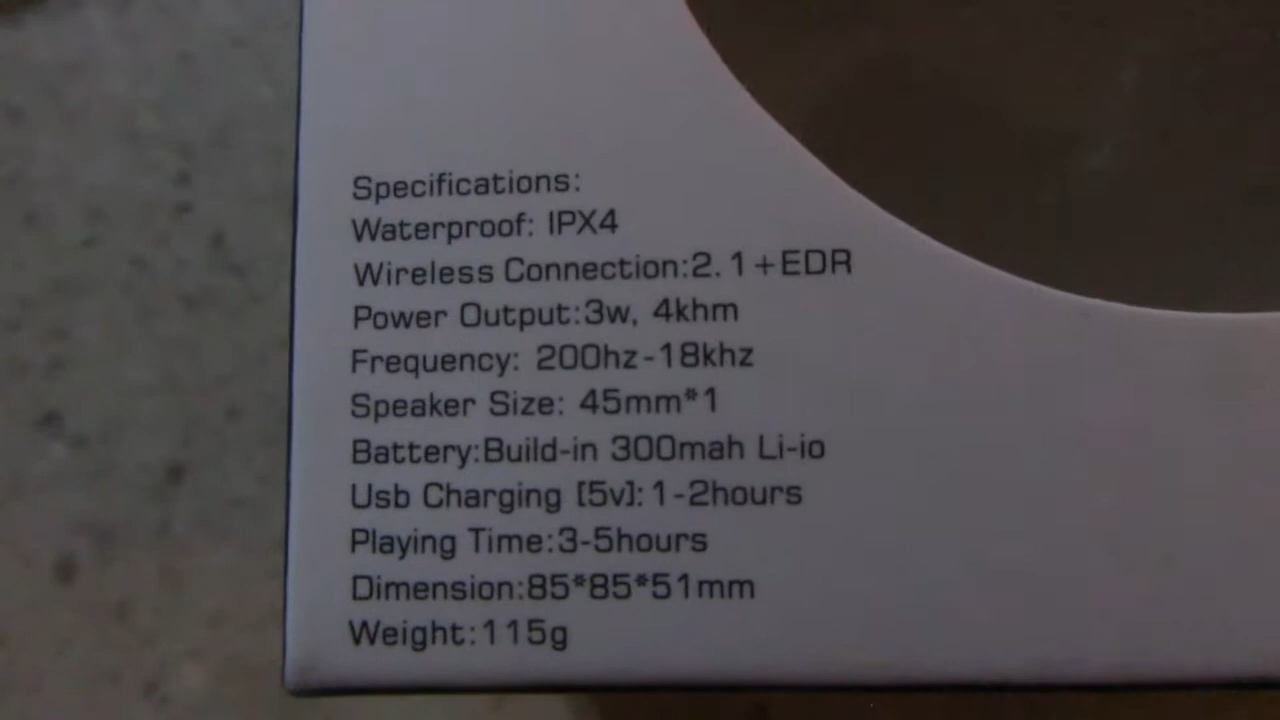 Specifications:
Waterproof: IPX4
Wireless Connection:2.1+EDR
Power Output:3w, 4khm
Frequency: 200hz-18khz
Speaker Size: 45mm*1
Battery:Build-in 300mah Li-io
Usb Charging [5v]: 1-2hours
Playing Time:3-5hours
Dimension:85*85*51mm
Weight:115g